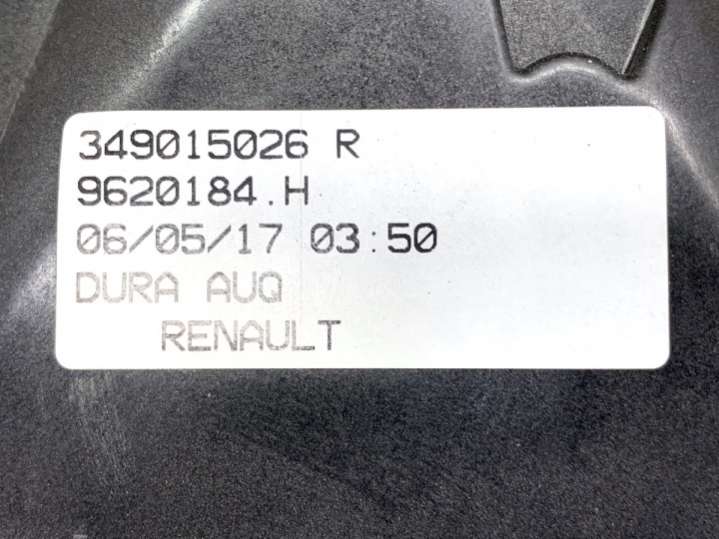 349015026 R
9620184.H
06/05/17 03:50
DURA AUQ
RENAULT